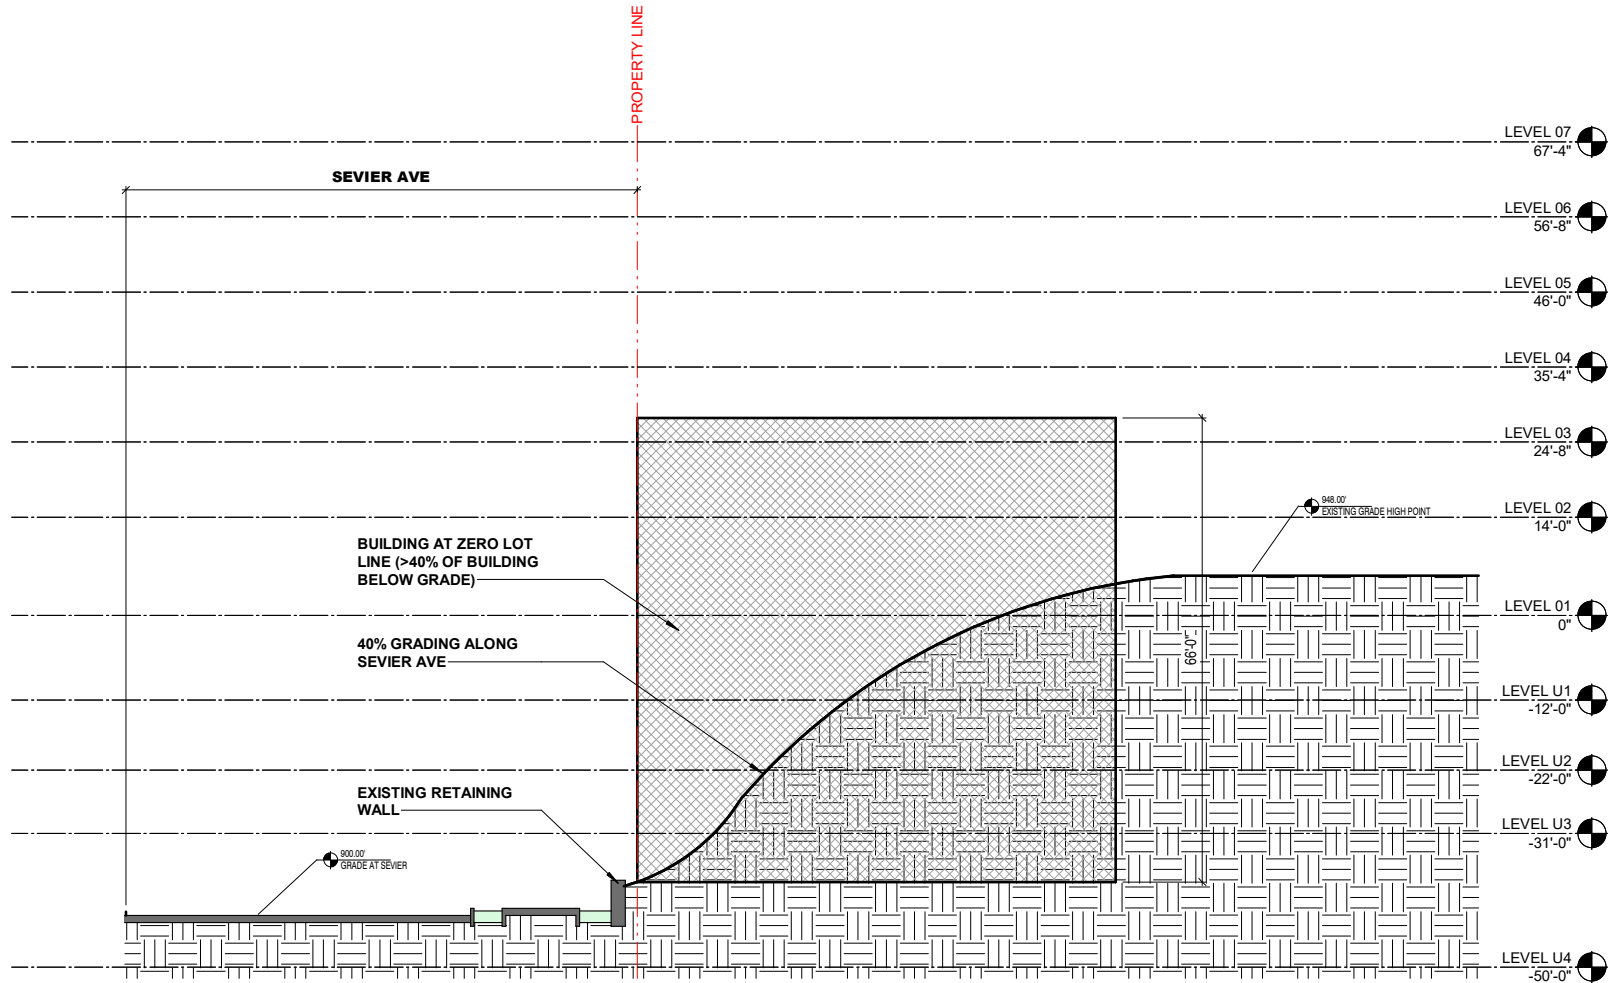 PROPERTY LINE
LEVEL 07
67'-4"
SEVIER AVE
LEVEL 06
56'-8"
LEVEL 05
46'-0"
LEVEL 04
35'-4"
LEVEL 03
24'-8"
948.00'
EXISTING GRADE HIGH POINT
LEVEL 02
14'-0"
BUILDING AT ZERO LOT
LINE (>40% OF BUILDING
BELOW GRADE)
LEVEL 01
0"
40% GRADING ALONG
SEVIER AVE
66'-0"
LEVEL U1
-12'-0"
LEVEL U2
-22'-0"
EXISTING RETAINING
WALL
LEVEL U3
-31'-0"
900.00'
GRADE AT SEVIER
LEVEL U4
-50'-0"